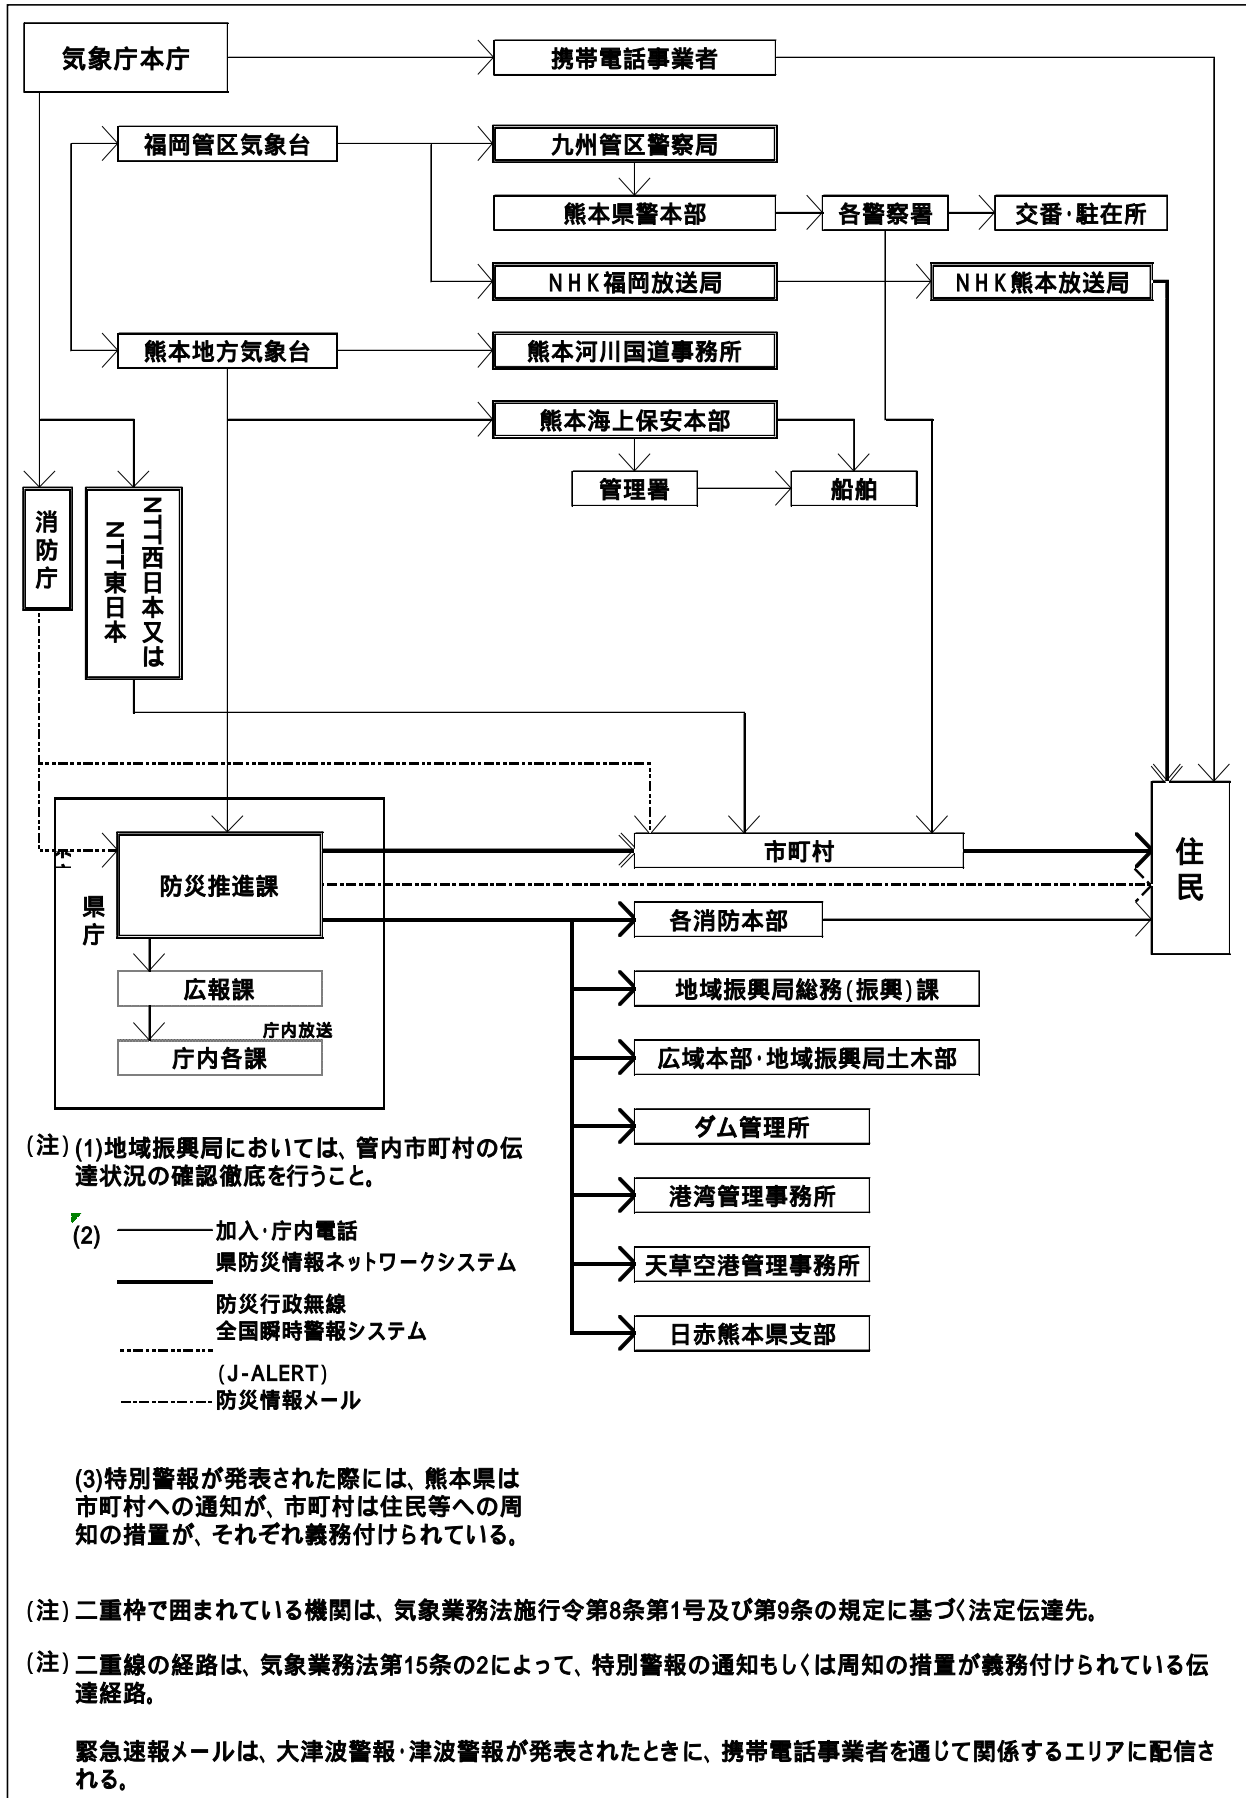 気象庁本庁
携帯電話事業者
福岡管区気象台
九州管区警察局
熊本県警本部
各警察署
交番・駐在所
NHK福岡放送局
NHK熊本放送局
熊本地方気象台
熊本河川国道事務所
熊本海上保安本部
管理署
船舶
消防庁
NTT西日本又は
NTT東日本
市町村
住民
防災推進課
県庁
各消防本部
広報課
地域振興局総務(振興)課
庁内放送
庁内各課
広域本部・地域振興局土木部
ダム管理所
港湾管理事務所
天草空港管理事務所
日赤熊本県支部
(注) (1)地域振興局においては、管内市町村の伝
達状況の確認徹底を行うこと。
(2) 加入・庁内電話
県防災情報ネットワークシステム
防災行政無線
全国瞬時警報システム
(J-ALERT)
防災情報メール
(3)特別警報が発表された際には、熊本県は
市町村への通知が、市町村は住民等への周
知の措置が、それぞれ義務付けられている。
(注) 二重枠で囲まれている機関は、気象業務法施行令第8条第1号及び第9条の規定に基づく法定伝達先。
(注) 二重線の経路は、気象業務法第15条の2によって、特別警報の通知もしくは周知の措置が義務付けられている伝
達経路。
緊急速報メールは、大津波警報・津波警報が発表されたときに、携帯電話事業者を通じて関係するエリアに配信さ
れる。